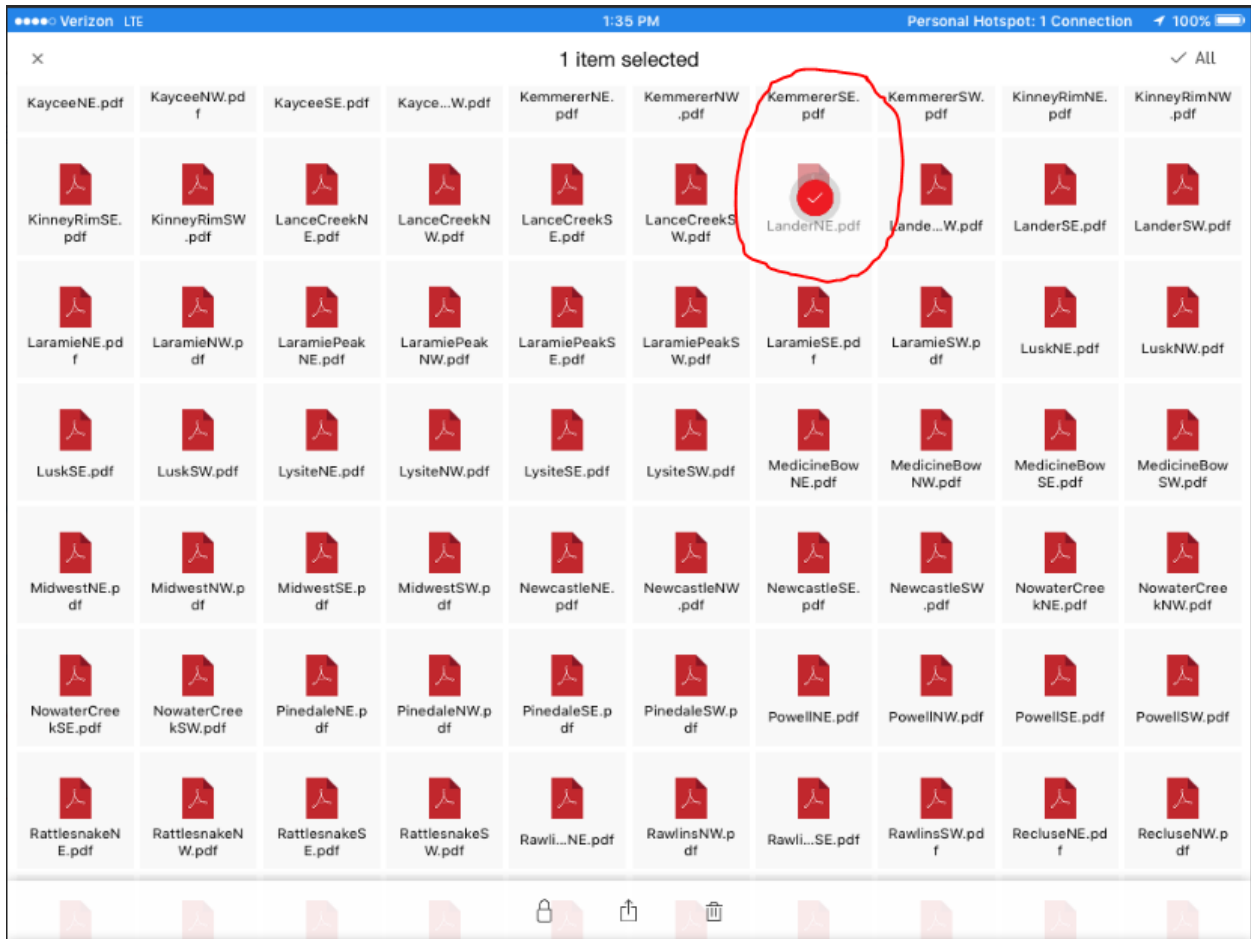 Verizon LTE 1:35 PM Personal Hotspot: 1 Connection 100%
× 1 item selected ✓ All
KayceeNE.pdf KayceeNW.pd KayceeSE.pdf Kayce...W.pdf KemmererNE. KemmererNW KemmererSE. KemmererSW. KinneyRimNE. KinneyRimNW
f pdf .pdf pdf pdf pdf .pdf
KinneyRimSE. KinneyRimSW LanceCreekN LanceCreekN LanceCreekS LanceCreekS LanderNE.pdf Lande...W.pdf LanderSE.pdf LanderSW.pdf
pdf .pdf E.pdf W.pdf E.pdf W.pdf
LaramieNE.pd LaramieNW.p LaramiePeak LaramiePeak LaramiePeakS LaramiePeakS LaramieSE.pd LaramieSW.p LuskNE.pdf LuskNW.pdf
f df NE.pdf NW.pdf E.pdf W.pdf f df
LuskSE.pdf LuskSW.pdf LysiteNE.pdf LysiteNW.pdf LysiteSE.pdf LysiteSW.pdf MedicineBow MedicineBow MedicineBow MedicineBow
NE.pdf NW.pdf SE.pdf SW.pdf
MidwestNE.p MidwestNW.p MidwestSE.p MidwestSW.p NewcastleNE. NewcastleNW NewcastleSE. NewcastleSW NowaterCree NowaterCree
df df df df pdf .pdf pdf .pdf kNE.pdf kNW.pdf
NowaterCree NowaterCree PinedaleNE.p PinedaleNW.p PinedaleSE.p PinedaleSW.p PowellNE.pdf PowellNW.pdf PowellSE.pdf PowellSW.pdf
kSE.pdf kSW.pdf df df df df
RattlesnakeN RattlesnakeN RattlesnakeS RattlesnakeS Rawli...NE.pdf RawlinsNW.p Rawli...SE.pdf RawlinsSW.pd RecluseNE.pd RecluseNW.p
E.pdf W.pdf E.pdf W.pdf df f f df